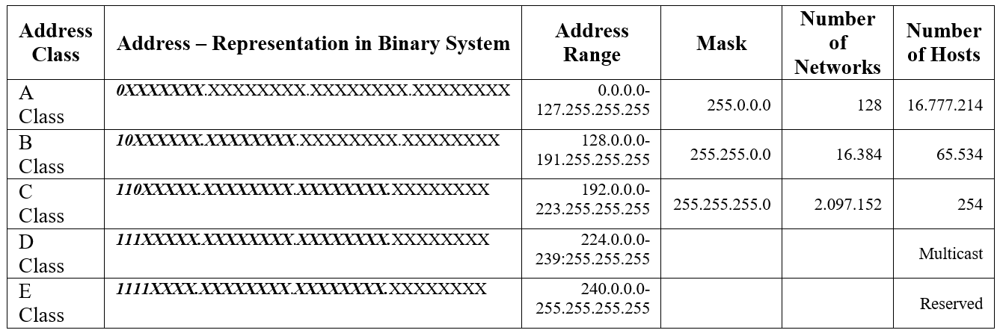 Address Class
Address – Representation in Binary System
Address Range
Mask
Number of Networks
Number of Hosts
A Class
0XXXXXXX.XXXXXXXX.XXXXXXXX.XXXXXXXX
0.0.0.0-
127.255.255.255
255.0.0.0
128
16.777.214
B Class
10XXXXXX.XXXXXXXX.XXXXXXXX.XXXXXXXX
128.0.0.0-
191.255.255.255
255.255.0.0
16.384
65.534
C Class
110XXXXX.XXXXXXXX.XXXXXXXX.XXXXXXXX
192.0.0.0-
223.255.255.255
255.255.255.0
2.097.152
254
D Class
111XXXXX.XXXXXXXX.XXXXXXXX.XXXXXXXX
224.0.0.0-
239:255.255.255
Multicast
E Class
1111XXXX.XXXXXXXX.XXXXXXXX.XXXXXXXX
240.0.0.0-
255.255.255.255
Reserved